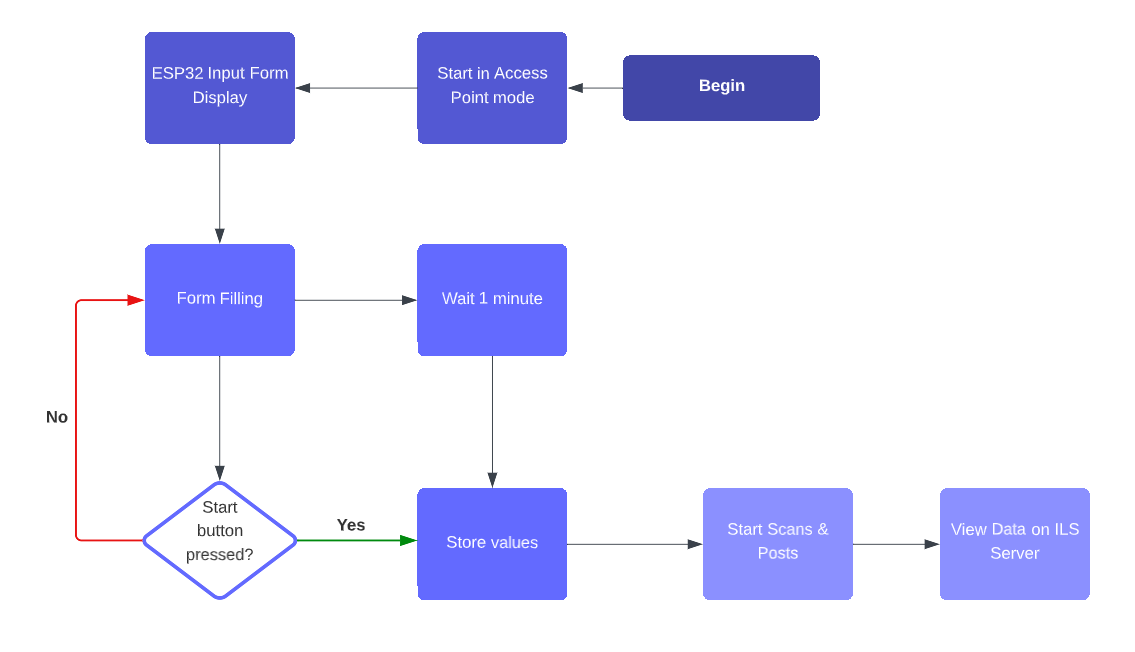 ESP32 Input Form
Display
Start in Access
Point mode
Begin
Form Filling
Wait 1 minute
No
Start
button
pressed?
Yes
Store values
Start Scans &
Posts
View Data on ILS
Server